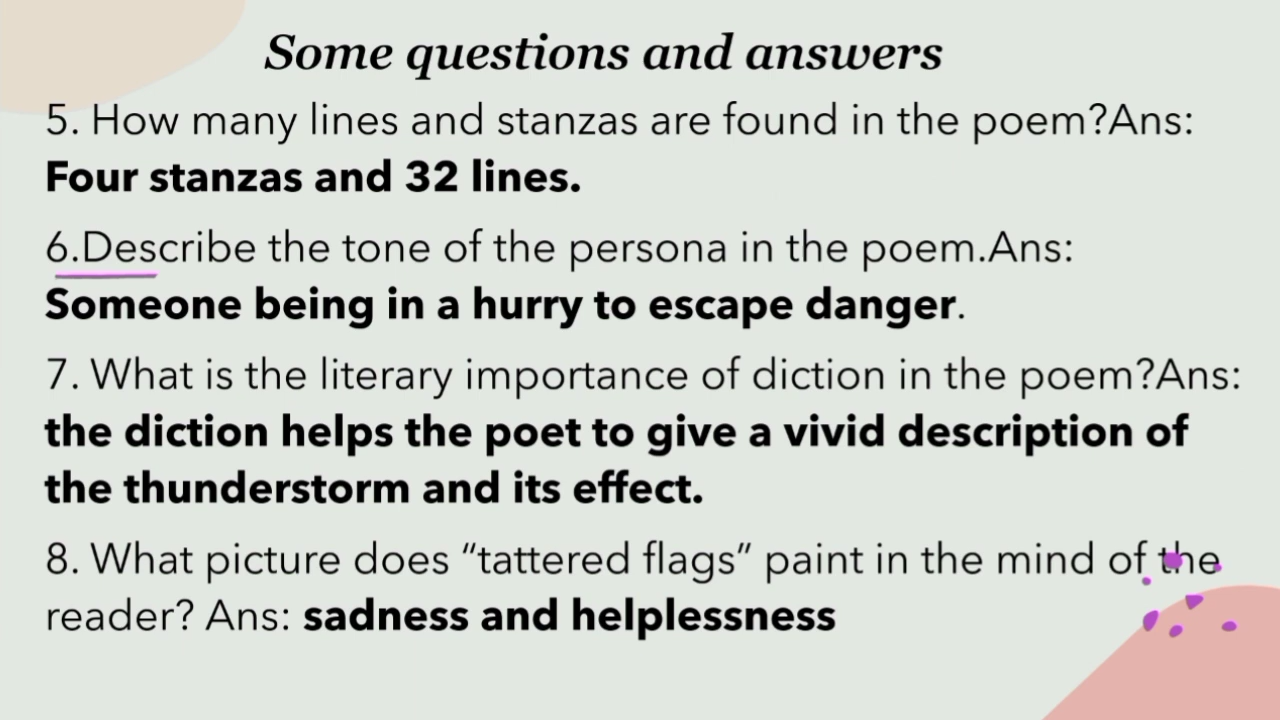 Some questions and answers
5. How many lines and stanzas are found in the poem?Ans:
Four stanzas and 32 lines.
6.Describe the tone of the persona in the poem.Ans:
Someone being in a hurry to escape danger.
7. What is the literary importance of diction in the poem?Ans:
the diction helps the poet to give a vivid description of
the thunderstorm and its effect.
8. What picture does “tattered flags” paint in the mind of the
reader? Ans: sadness and helplessness